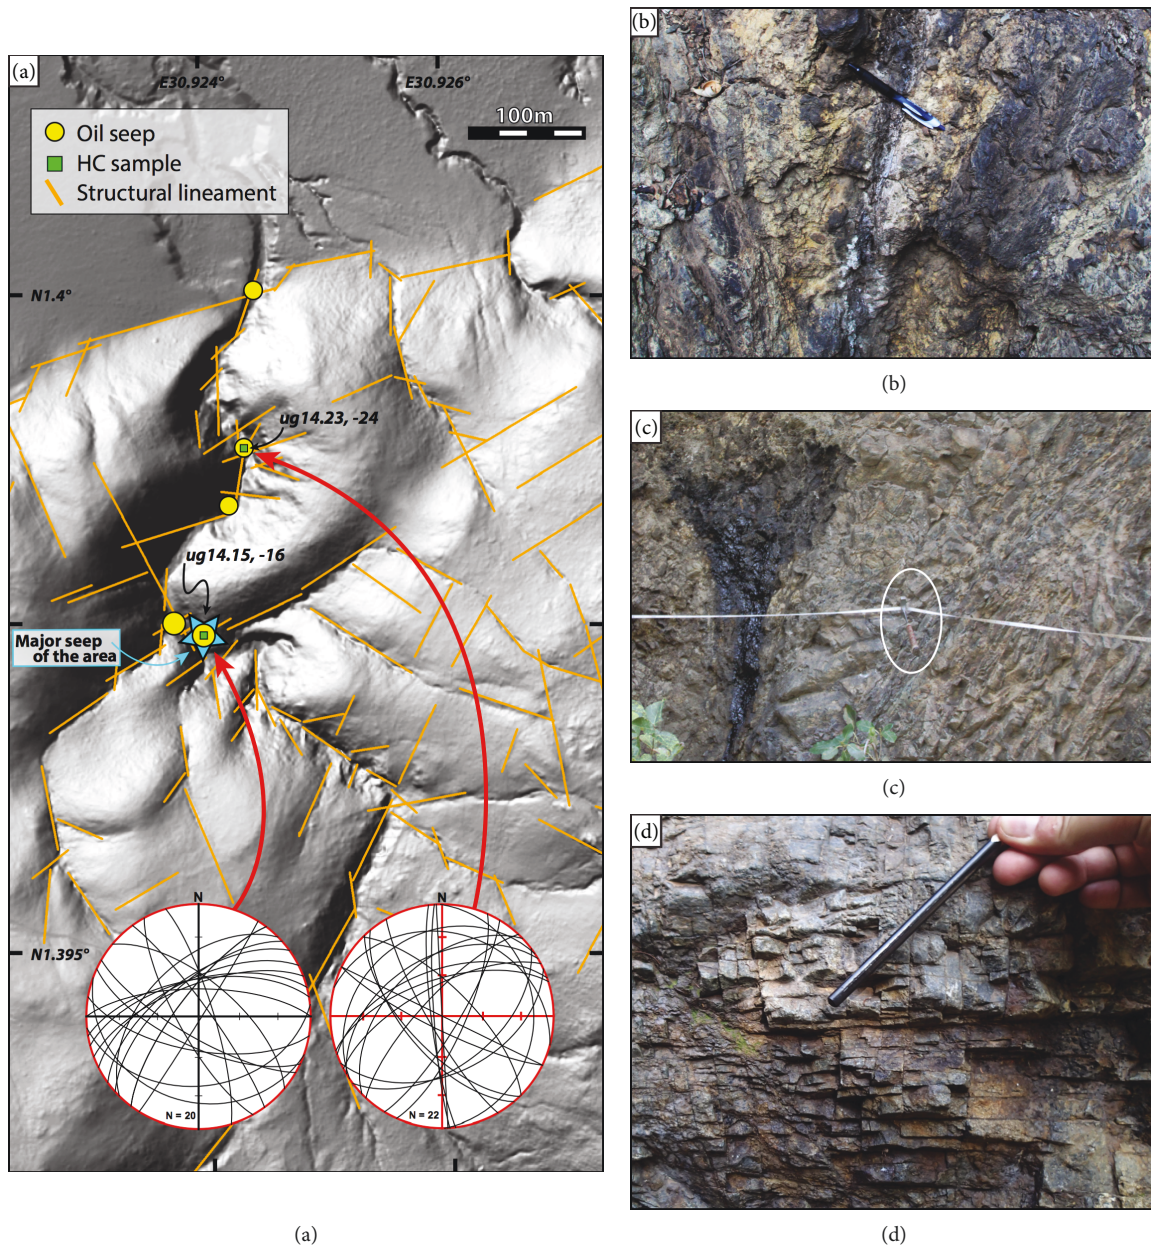 (a)
E30.924°
E30.926°
100m
Oil seep
HC sample
Structural lineament
N1.4°
ug14.23, -24
ug14.15, -16
Major seep
of the area
N1.395°
N
N
N = 20
N = 22
(a)
(b)
(b)
(c)
(c)
(d)
(d)